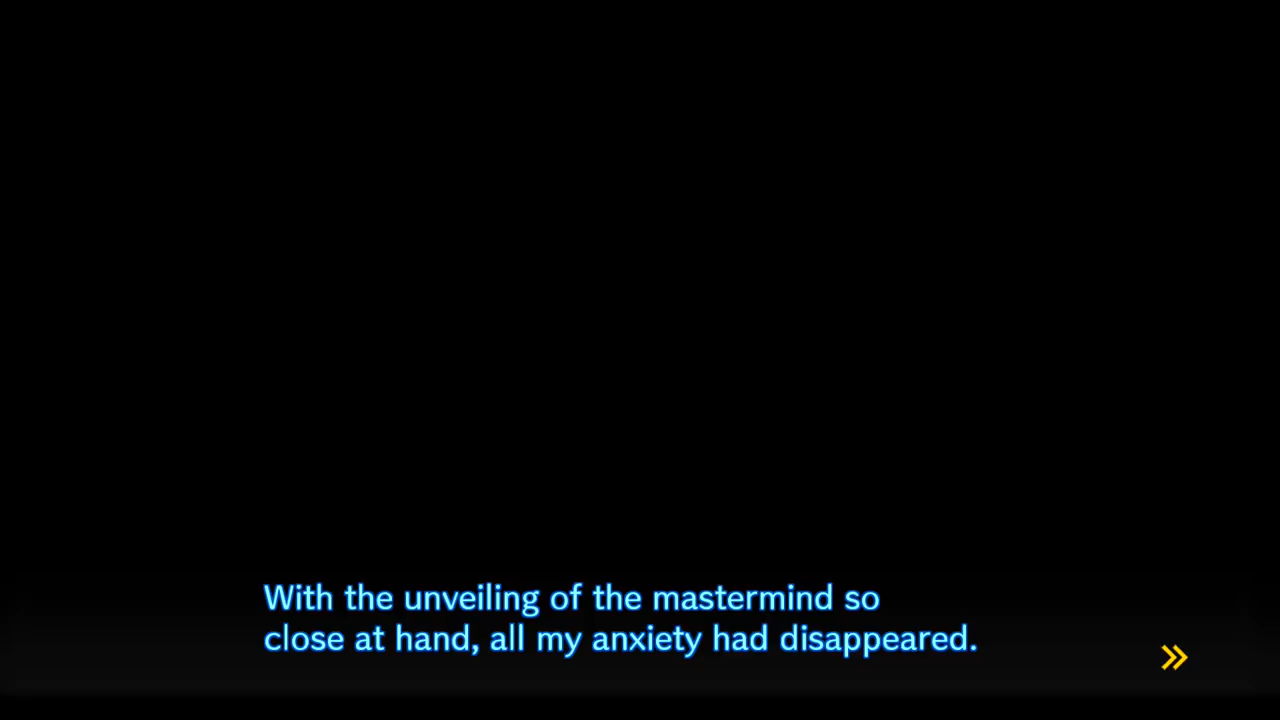 With the unveiling of the mastermind so
close at hand, all my anxiety had disappeared.